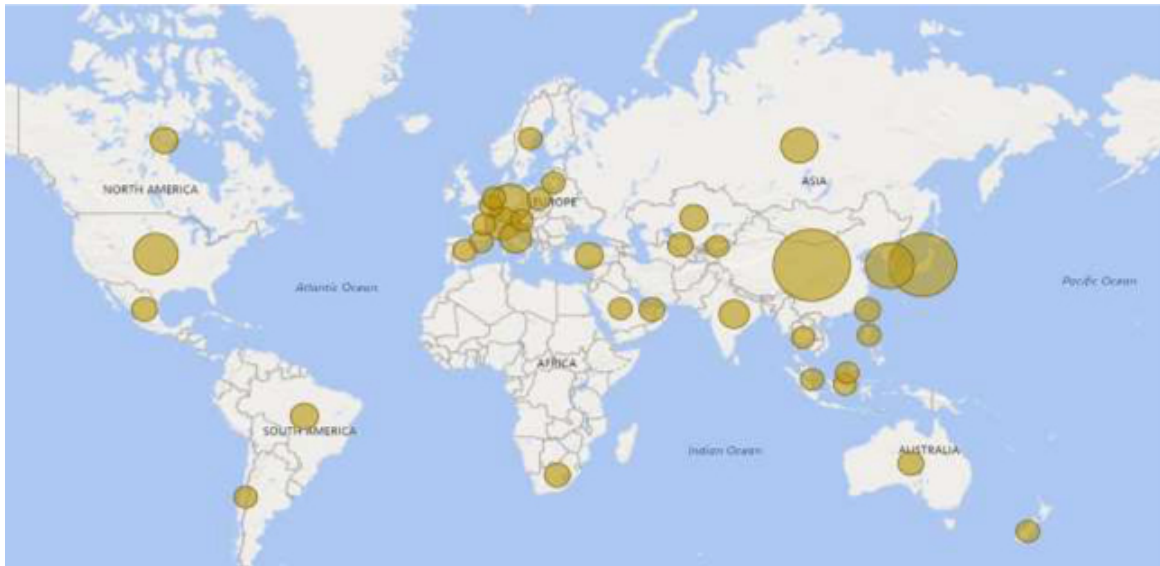 NORTH AMERICA
ASIA
EUROPE
Atlantic Ocean
Pacific Ocean
AFRICA
SOUTH AMERICA
Indian Ocean
AUSTRALIA